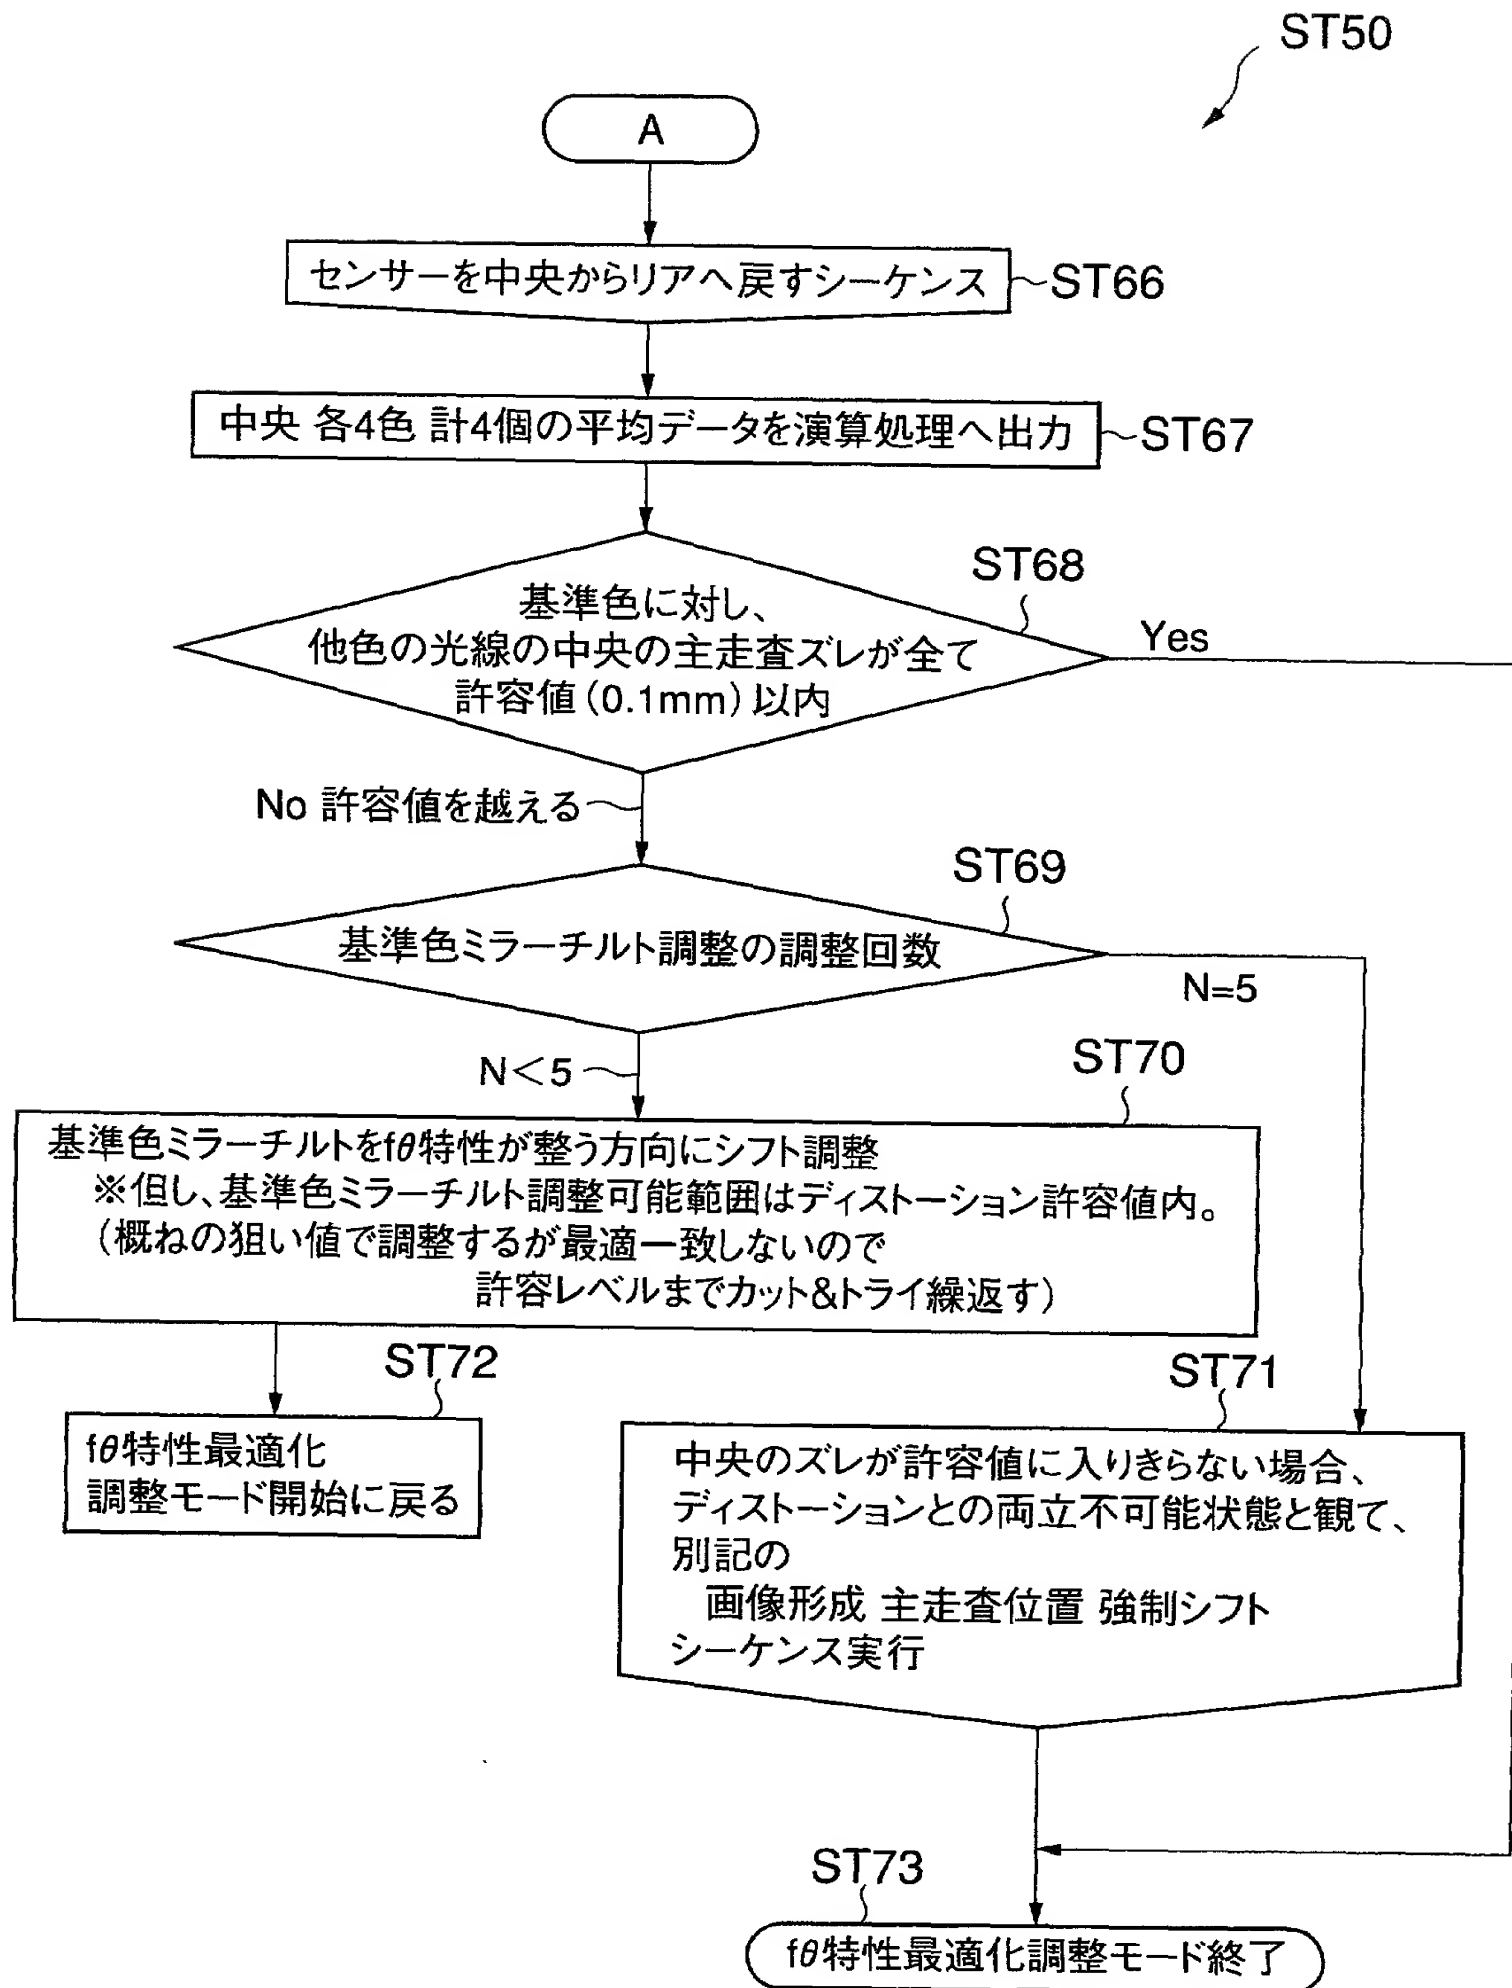 ST50
A
センサーを中央からリアへ戻すシーケンス
ST66
中央 各4色 計4個の平均データを演算処理へ出力
ST67
ST68
基準色に対し、
他色の光線の中央の主走査ズレが全て
許容値(0.1mm)以内
Yes
No 許容値を越える
ST69
基準色ミラーチルト調整の調整回数
N=5
N<5
ST70
基準色ミラーチルトをfθ特性が整う方向にシフト調整
※但し、基準色ミラーチルト調整可能範囲はディストーション許容値内。
(概ねの狙い値で調整するが最適一致しないので
許容レベルまでカット&トライ繰返す)
ST72
fθ特性最適化
調整モード開始に戻る
ST71
中央のズレが許容値に入りきらない場合、
ディストーションとの両立不可能状態と観て、
別記の
画像形成 主走査位置 強制シフト
シーケンス実行
ST73
fθ特性最適化調整モード終了